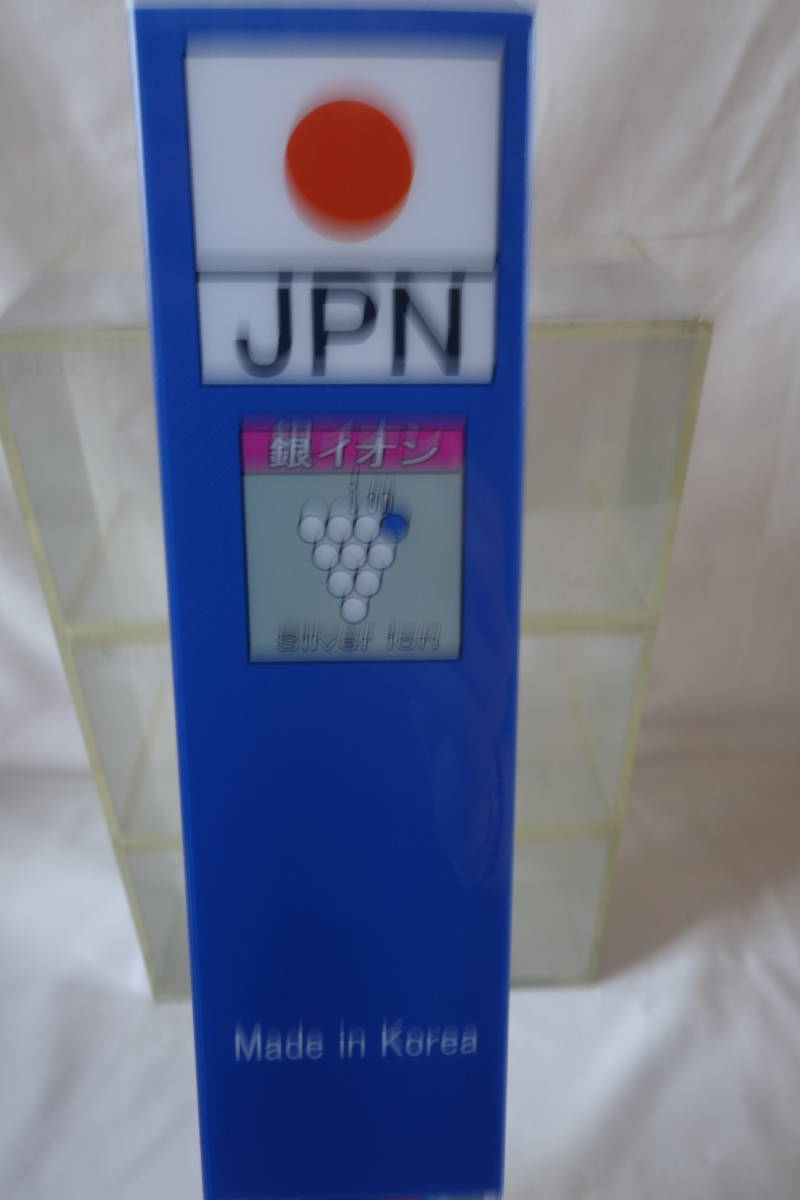 JPN
銀イオン
Silver ion
Made in Korea